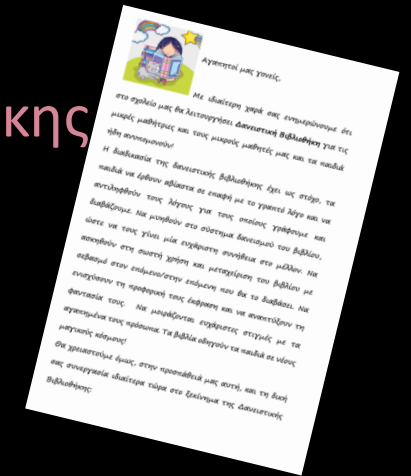 κης
Αγαπητοί μας γονείς,
Με ιδιαίτερη χαρά σας ενημερώνουμε ότι
στο σχολείο μας θα λειτουργήσει Δανειστική Βιβλιοθήκη για τις
μικρές μαθήτριες και τους μικρούς μαθητές μας και τα παιδιά
ήδη ανυπομονούν!
Η διαδικασία της δανειστικής βιβλιοθήκης έχει ως στόχο, τα
παιδιά να έρθουν αβίαστα σε επαφή με το γραπτό λόγο και να
αντιληφθούν τους λόγους για τους οποίους γράφουμε και
διαβάζουμε. Να μυηθούν στο σύστημα δανεισμού του βιβλίου,
ώστε να τους γίνει μία ευχάριστη συνήθεια στο μέλλον. Να
ασκηθούν στη σωστή χρήση και μεταχείριση του βιβλίου με
σεβασμό στον επόμενο/στην επόμενη που θα το διαβάσει. Να
ενισχύσουν τη προφορική τους έκφραση και να αναπτύξουν τη
φαντασία τους. Να μοιράζονται ευχάριστες στιγμές με τα
αγαπημένα τους πρόσωπα. Τα βιβλία οδηγούν τα παιδιά σε νέους
μαγικούς κόσμους!
Θα χρειαστούμε όμως, στην προσπάθειά μας αυτή, και τη δική
σας συνεργασία ιδιαίτερα τώρα στο ξεκίνημα της Δανειστικής
Βιβλιοθήκης.